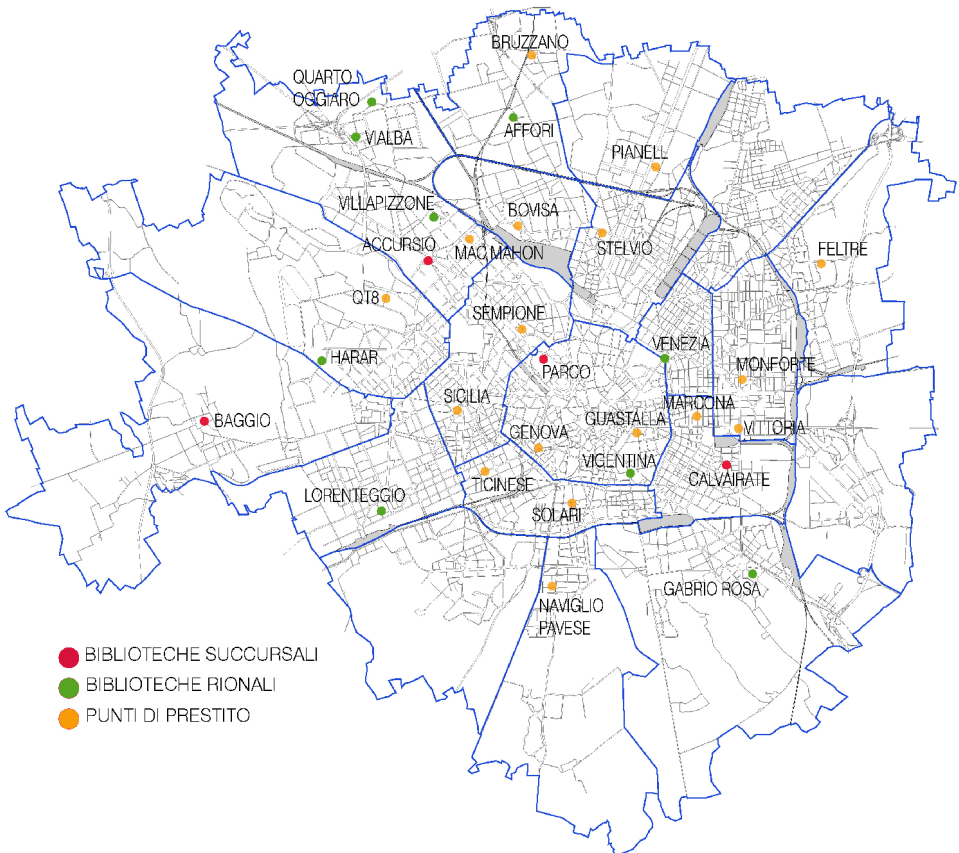 BRUZZANO
QUARTO
OGGIARO
AFFORI
VIALBA
PIANELL
VILLAPIZZONE
BOVISA
ACCURSIO
MAC MAHON
STELVIO
FELTRE
QT8
SEMPIONE
VENEZIA
HARAR
PARCO
MONFORTE
SICILIA
MARCONA
BAGGIO
GUASTALLA
VITTORIA
GENOVA
VIGENTINA
CALVAIRATE
TICINESE
LORENTEGGIO
SOLARI
GABRIO ROSA
NAVIGLIO
PAVESE
BIBLIOTECHE SUCCURSALI
BIBLIOTECHE RIONALI
PUNTI DI PRESTITO